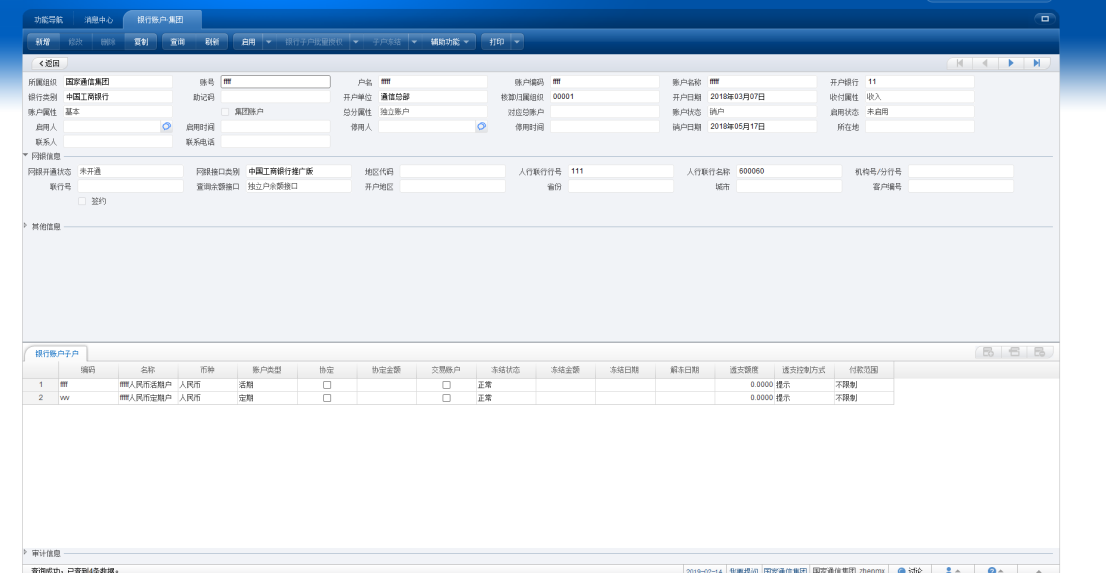 功能导航 消息中心 银行账户-集团
新增 修改 删除 复制 查询 刷新 启用 银行子户批量授权 子户冻结 辅助功能 打印
<返回
所属组织 国家通信集团 账号 ffff 户名 ffff 账户编码 ffff 账户名称 fffff 开户银行 11
银行类别 中国工商银行 助记码 开户单位 通信总部 核算归属组织 00001 开户日期 2018年03月07日 收付属性 收入
账户属性 基本 集团账户 总分属性 独立账户 对应总账户 账户状态 销户 启用状态 未启用
启用人 启用时间 停用人 停用时间 销户日期 2018年05月17日 所在地
联系人 联系电话
网银信息
网银开通状态 未开通 网银接口类别 中国工商银行推广版 地区代码 人行联行行号 111 人行联行名称 600060 机构号/分行号
联行号 查询余额接口 独立户余额接口 开户地区 省份 城市 客户编号
签约
其他信息
银行账户子户
编码 名称 币种 账户类型 协定 协定金额 交易账户 冻结状态 冻结金额 冻结日期 解冻日期 透支额度 透支控制方式 付款范围
1 ffff fffff人民币活期户 人民币 活期 正常 0.0000 提示 不限制
2 vvv fffff人民币定期户 人民币 定期 正常 0.0000 提示 不限制
审计信息
查询成功，已查到4条数据。 2019-02-14 我要提问 国家通信集团 国家通信集团 zhenmx 讨论